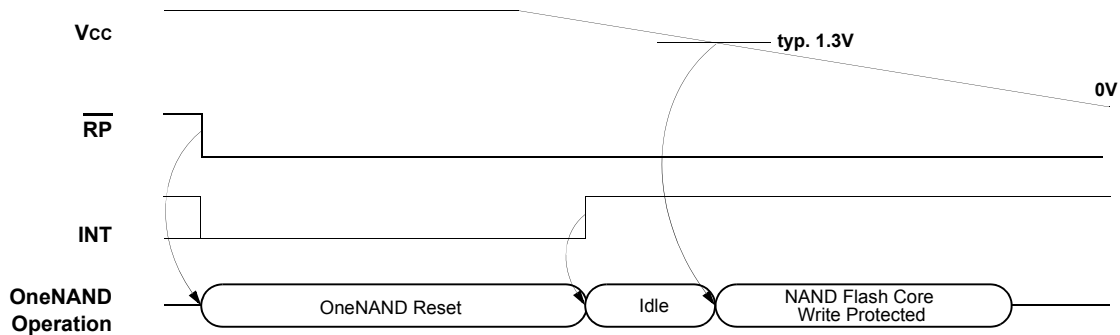 VCC
typ. 1.3V
0V
RP
INT
OneNAND
Operation
OneNAND Reset
Idle
NAND Flash Core
Write Protected